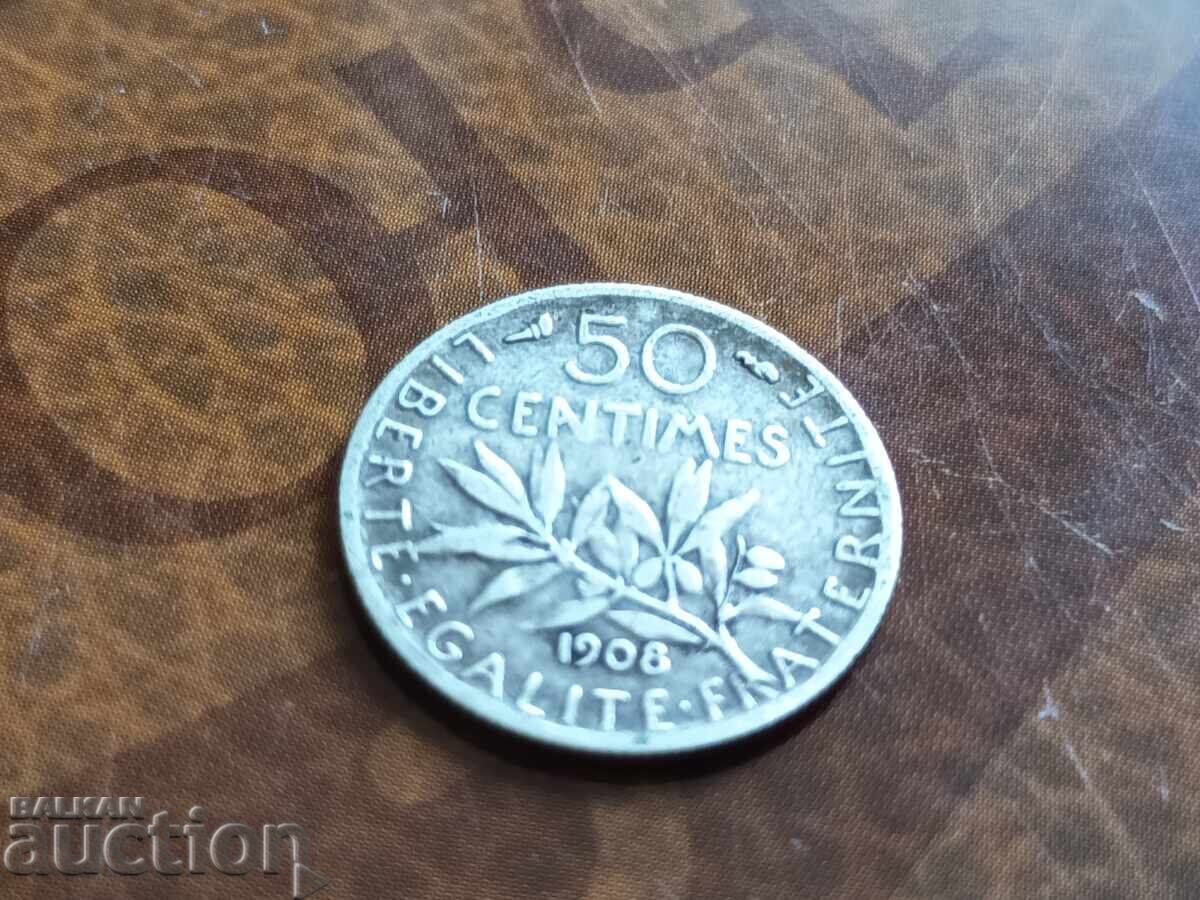 50
CENTIMES
LIBERTE·EGALITE·FRATERNITE
1908
BALKAN
auction